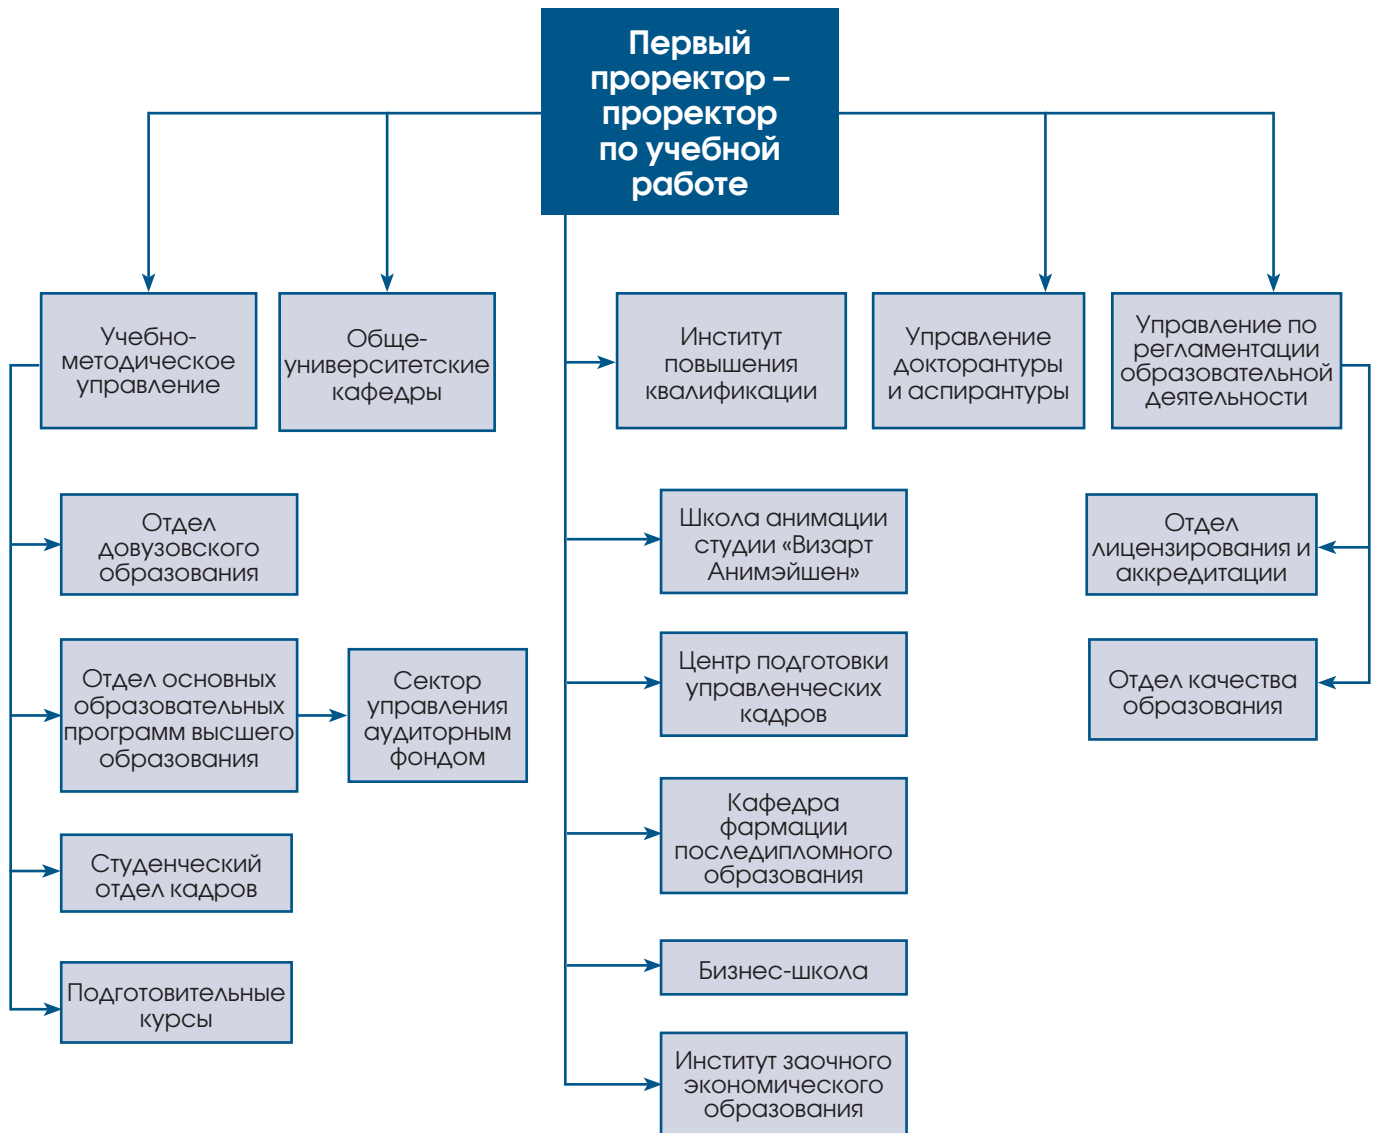 Первый
проректор –
проректор
по учебной
работе
Учебно-
методическое
управление
Обще-
университетские
кафедры
Институт
повышения
квалификации
Управление
докторантуры
и аспирантуры
Управление по
регламентации
образовательной
деятельности
Отдел
довузовского
образования
Школа анимации
студии «Визарт
Анимэйшен»
Отдел
лицензирования и
аккредитации
Отдел основных
образовательных
программ высшего
образования
Сектор
управления
аудиторным
фондом
Центр подготовки
управленческих
кадров
Отдел качества
образования
Студенческий
отдел кадров
Кафедра
фармации
последипломного
образования
Подготовительные
курсы
Бизнес-школа
Институт заочного
экономического
образования